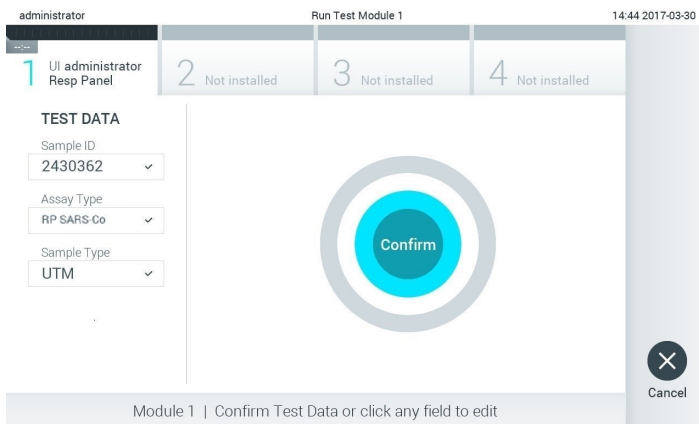 administrator Run Test Module 1 14:44 2017-03-30
--:--
1 UI administrator
Resp Panel
2 Not installed
3 Not installed
4 Not installed
TEST DATA
Sample ID
2430362
Assay Type
RP SARS-Co
Sample Type
UTM
Confirm
Cancel
Module 1 | Confirm Test Data or click any field to edit